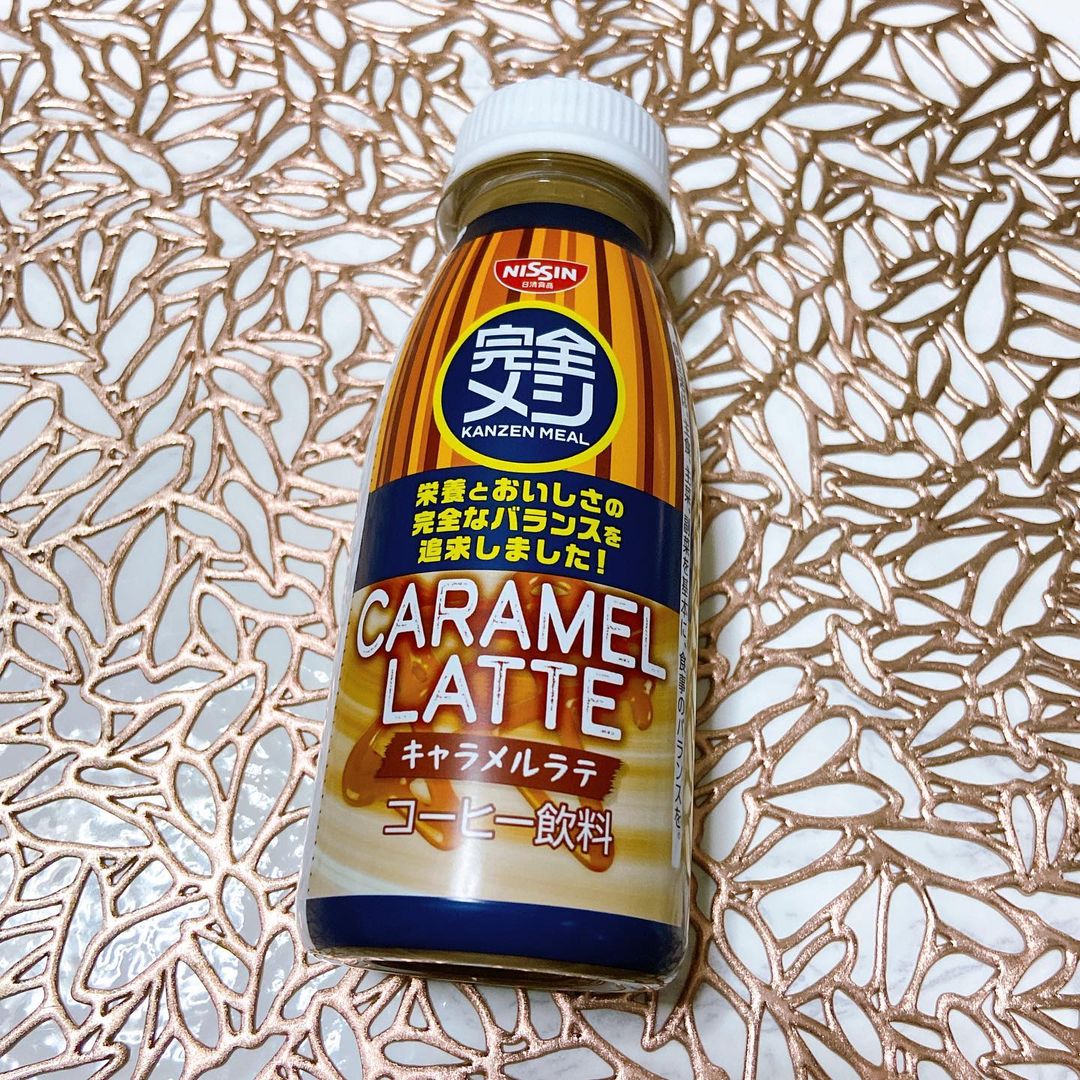 NISSIN
日清食品
完全
メシ
KANZEN MEAL
栄養とおいしさの
完全なバランスを
追求しました!
CARAMEL
LATTE
キャラメルラテ
コーヒー飲料